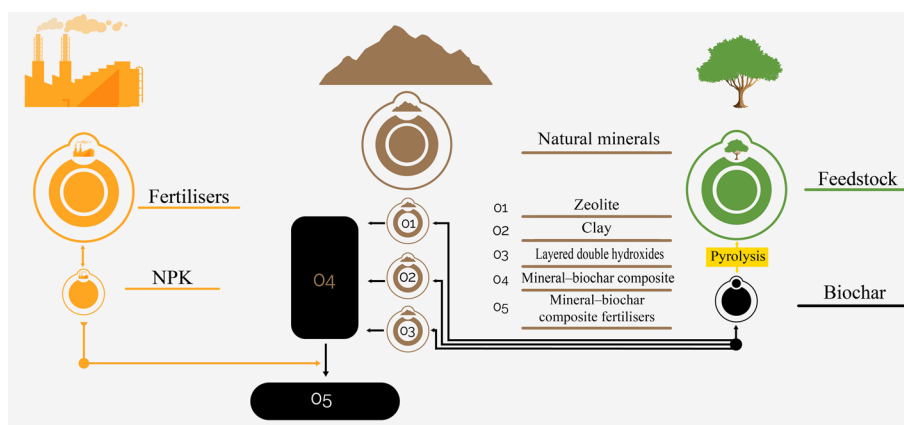 Natural minerals
Feedstock
Fertilisers
01 Zeolite
01
02 Clay
03 Layered double hydroxides
Pyrolysis
NPK
04
02
04 Mineral–biochar composite
Biochar
05 Mineral–biochar
composite fertilisers
03
05